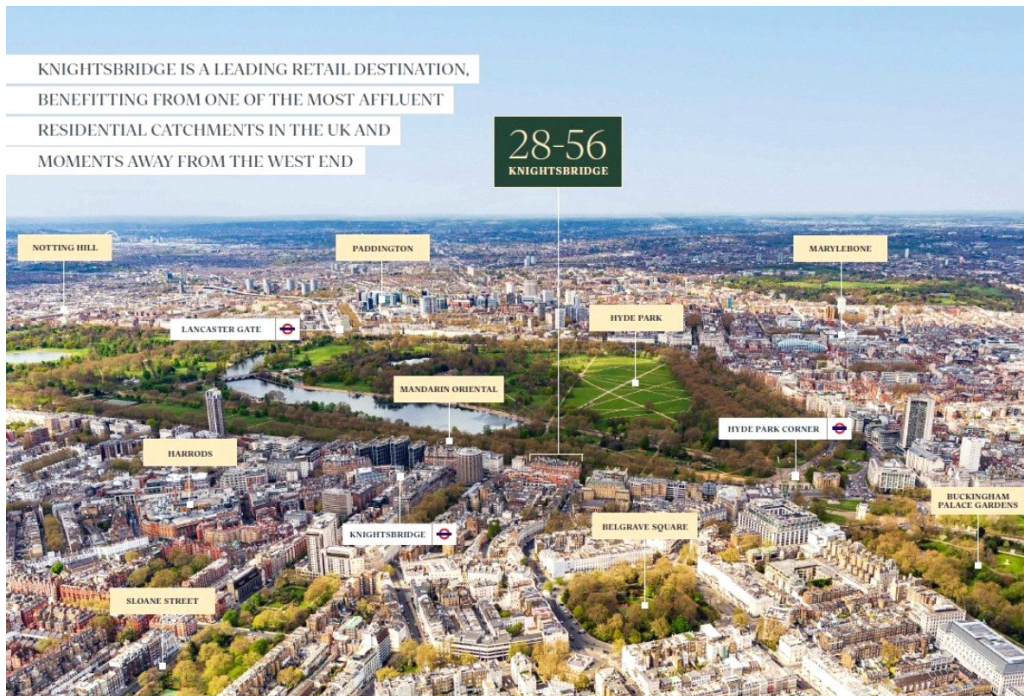 KNIGHTSBRIDGE IS A LEADING RETAIL DESTINATION,
BENEFITTING FROM ONE OF THE MOST AFFLUENT
RESIDENTIAL CATCHMENTS IN THE UK AND
MOMENTS AWAY FROM THE WEST END
28-56
KNIGHTSBRIDGE
NOTTING HILL
PADDINGTON
MARYLEBONE
LANCASTER GATE
HYDE PARK
MANDARIN ORIENTAL
HYDE PARK CORNER
HARRODS
BUCKINGHAM
PALACE GARDENS
KNIGHTSBRIDGE
BELGRAVE SQUARE
SLOANE STREET